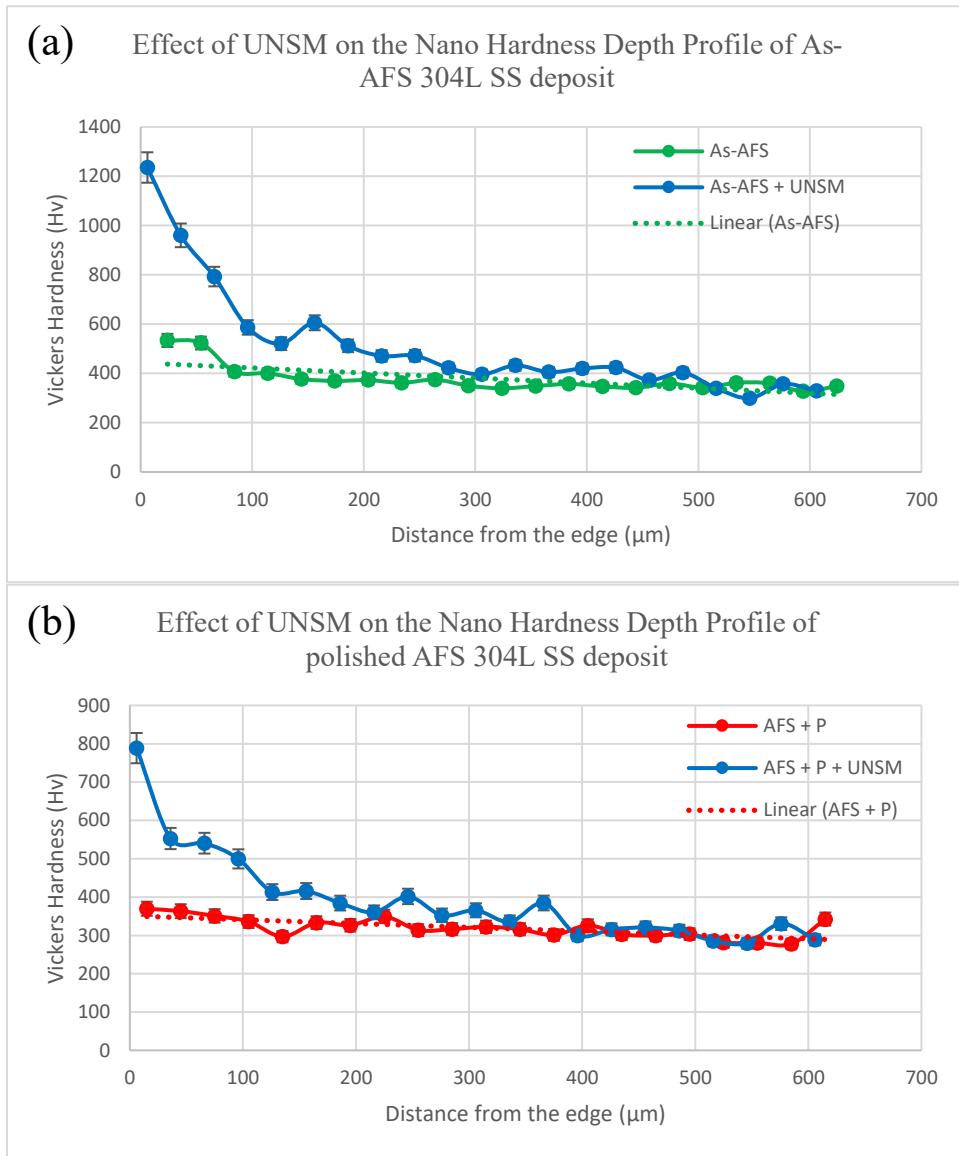 (a)
Effect of UNSM on the Nano Hardness Depth Profile of As-
AFS 304L SS deposit
1400
1200
1000
800
600
400
200
0
Vickers Hardness (Hv)
As-AFS
As-AFS + UNSM
Linear (As-AFS)
0 100 200 300 400 500 600 700
Distance from the edge (μm)
(b)
Effect of UNSM on the Nano Hardness Depth Profile of
polished AFS 304L SS deposit
900
800
700
600
500
400
300
200
100
0
Vickers Hardness (Hv)
AFS + P
AFS + P + UNSM
Linear (AFS + P)
0 100 200 300 400 500 600 700
Distance from the edge (μm)